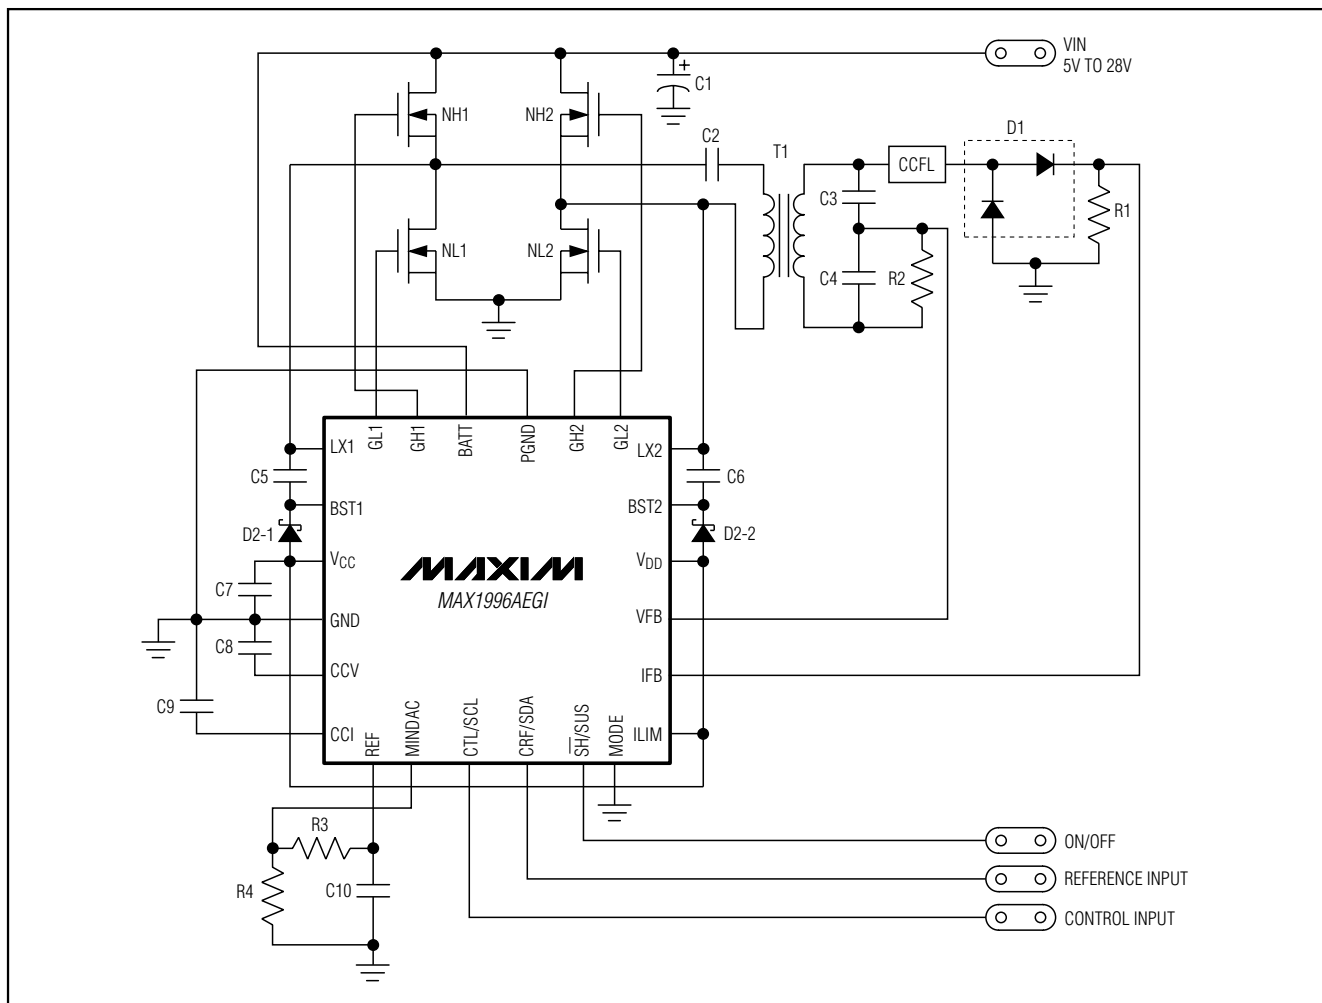 VIN
5V TO 28V
+
C1
NH1
NH2
C2
T1
D1
CCFL
C3
R1
NL1
NL2
C4
R2
GL1
GH1
BATT
PGND
GH2
GL2
LX1
LX2
C5
C6
BST1
BST2
D2-1
D2-2
VCC
VDD
MAXIM
MAX1996AEGI
C7
GND
VFB
C8
CCV
IFB
C9
CCI
REF
MINDAC
CTL/SCL
CRF/SDA
SH/SUS
MODE
ILIM
R3
R4
C10
ON/OFF
REFERENCE INPUT
CONTROL INPUT